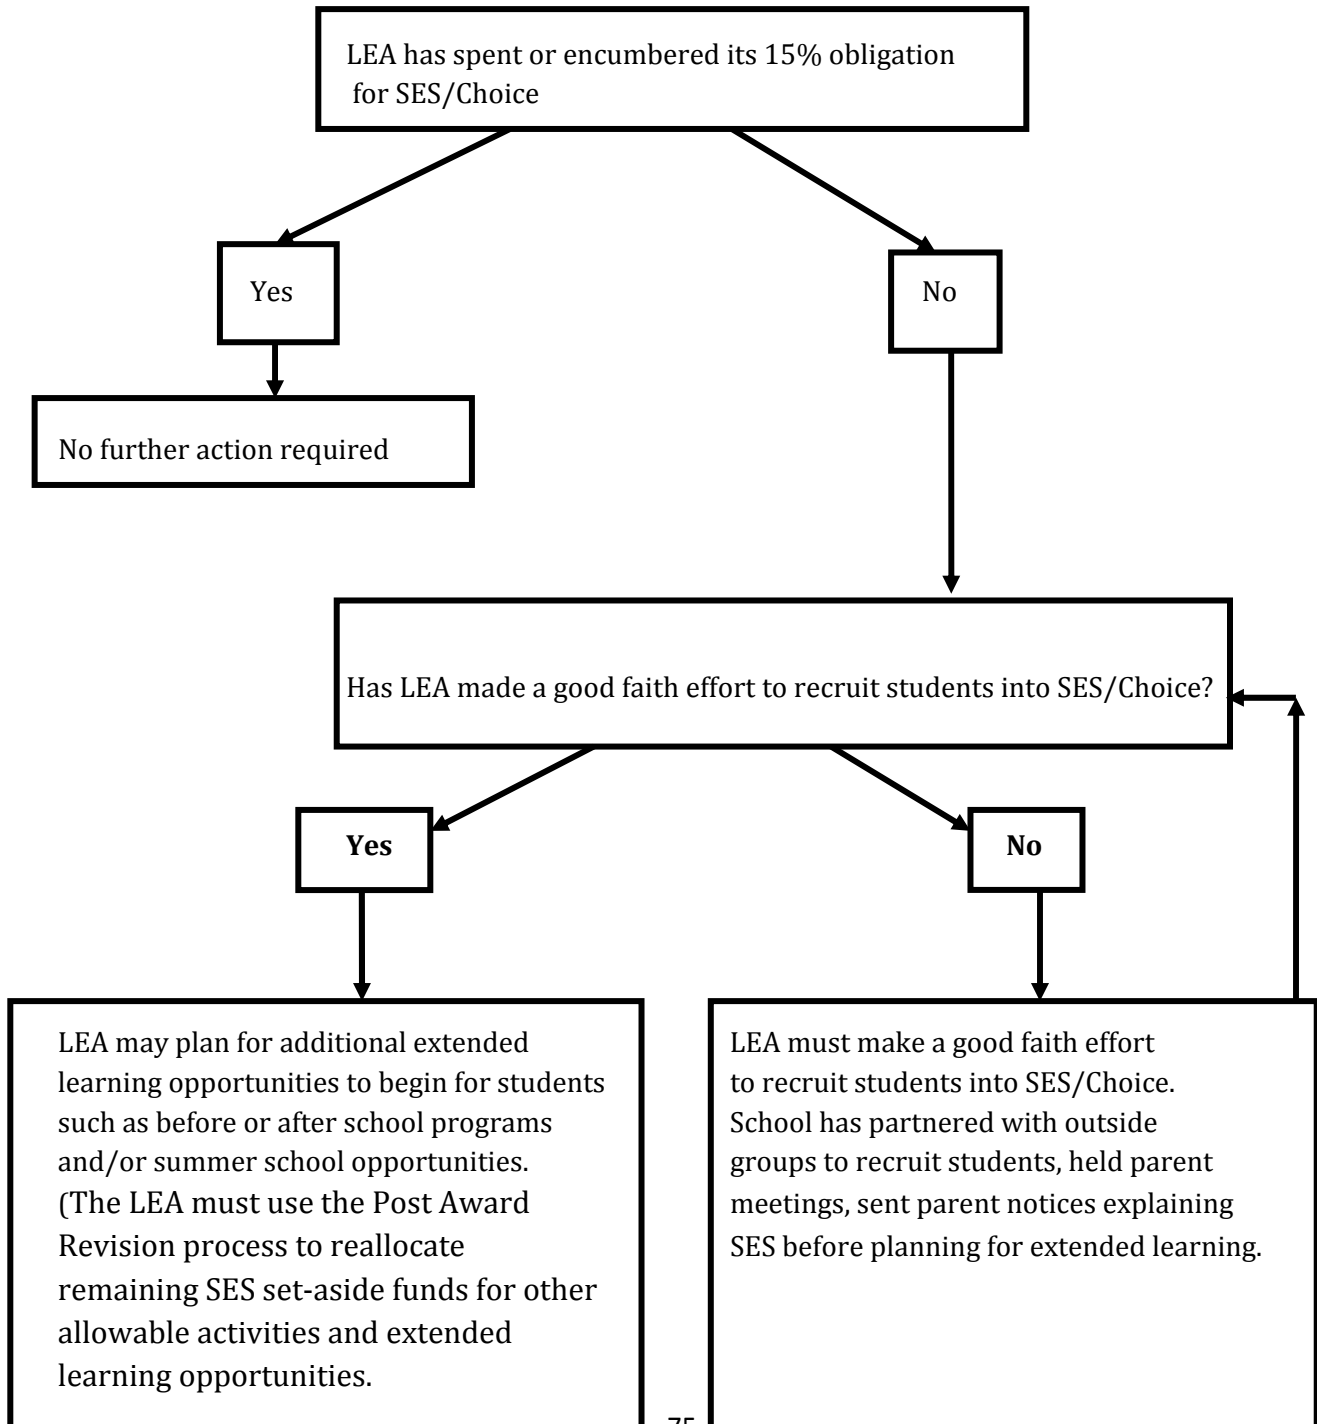 LEA has spent or encumbered its 15% obligation
for SES/Choice
Yes
No
No further action required
Has LEA made a good faith effort to recruit students into SES/Choice?
Yes
No
LEA may plan for additional extended
learning opportunities to begin for students
such as before or after school programs
and/or summer school opportunities.
(The LEA must use the Post Award
Revision process to reallocate
remaining SES set-aside funds for other
allowable activities and extended
learning opportunities.
LEA must make a good faith effort
to recruit students into SES/Choice.
School has partnered with outside
groups to recruit students, held parent
meetings, sent parent notices explaining
SES before planning for extended learning.
75